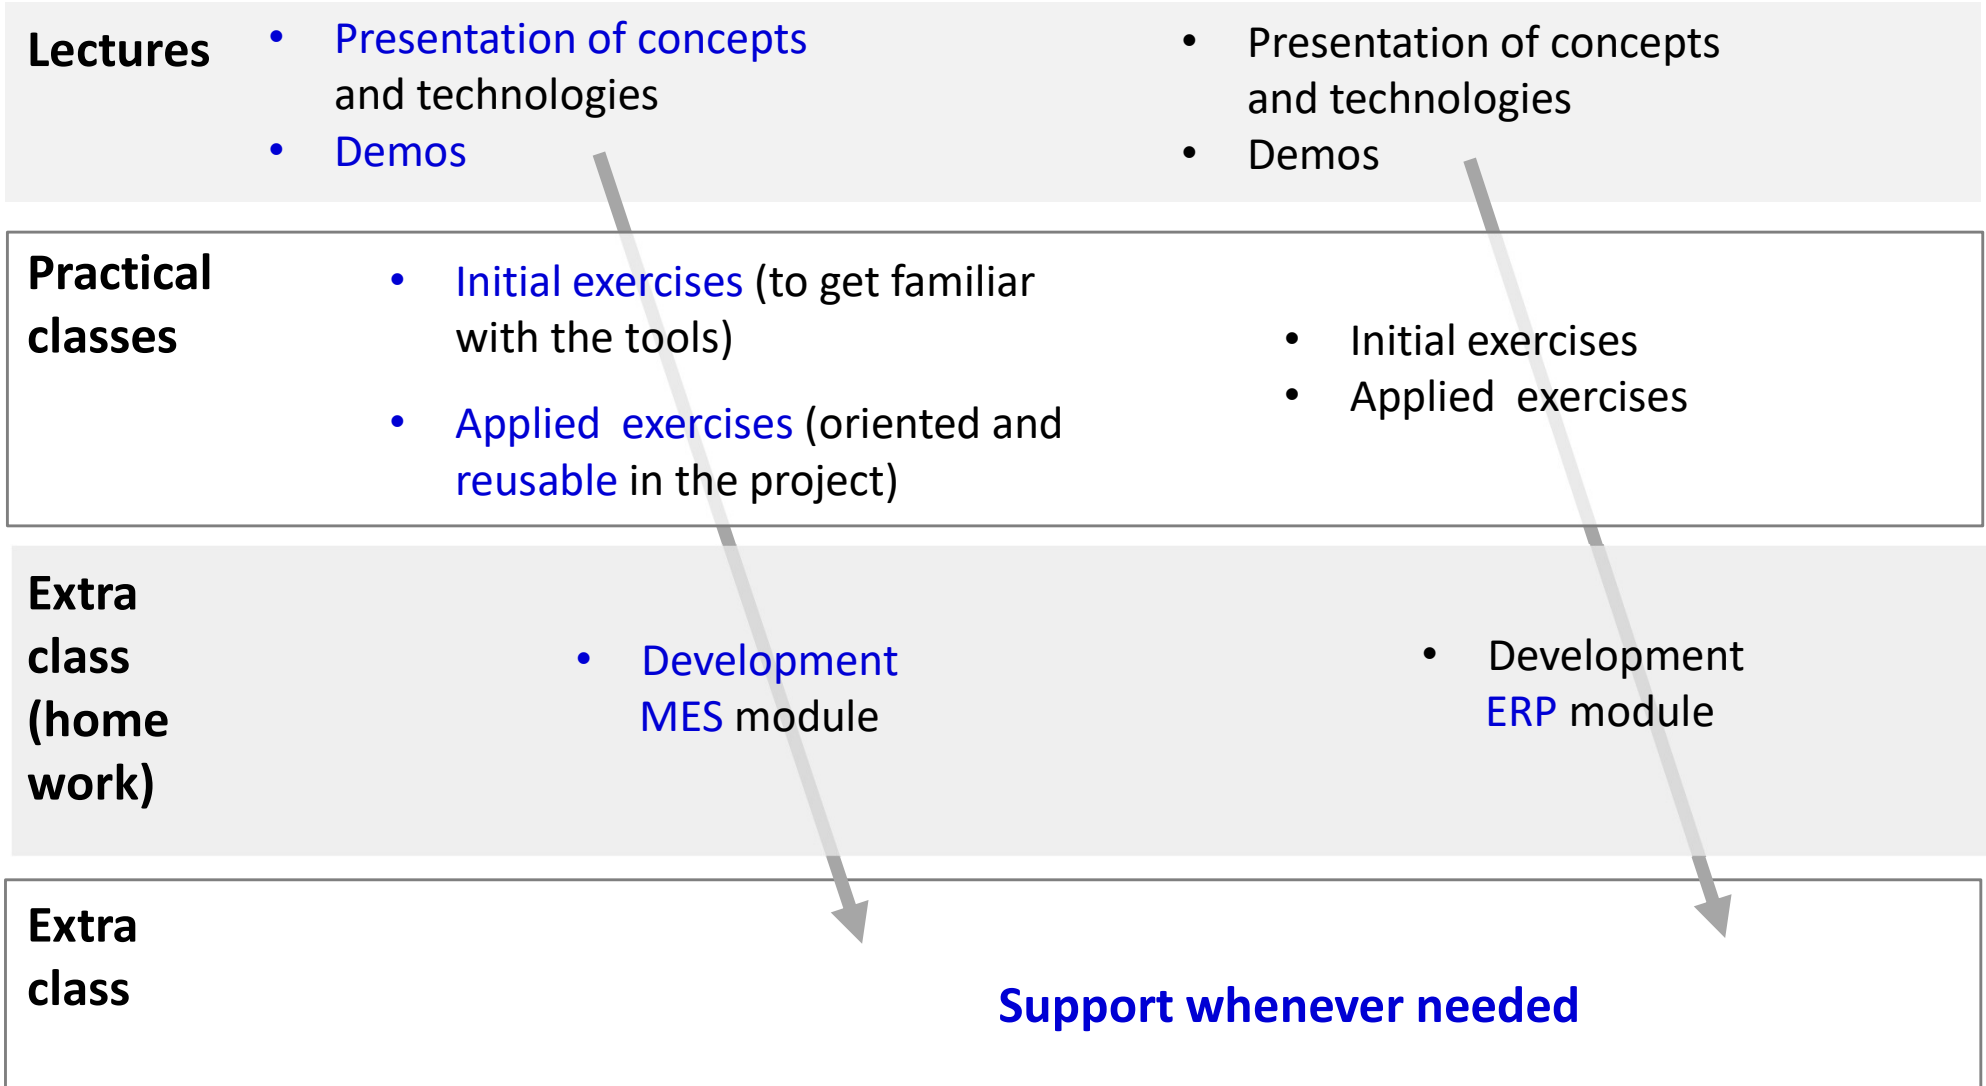 Lectures
• Presentation of concepts
and technologies
• Demos
• Presentation of concepts
and technologies
• Demos
Practical
classes
• Initial exercises (to get familiar
with the tools)
• Applied  exercises (oriented and
reusable in the project)
• Initial exercises
• Applied  exercises
Extra
class
(home
work)
• Development
MES module
• Development
ERP module
Extra
class
Support whenever needed